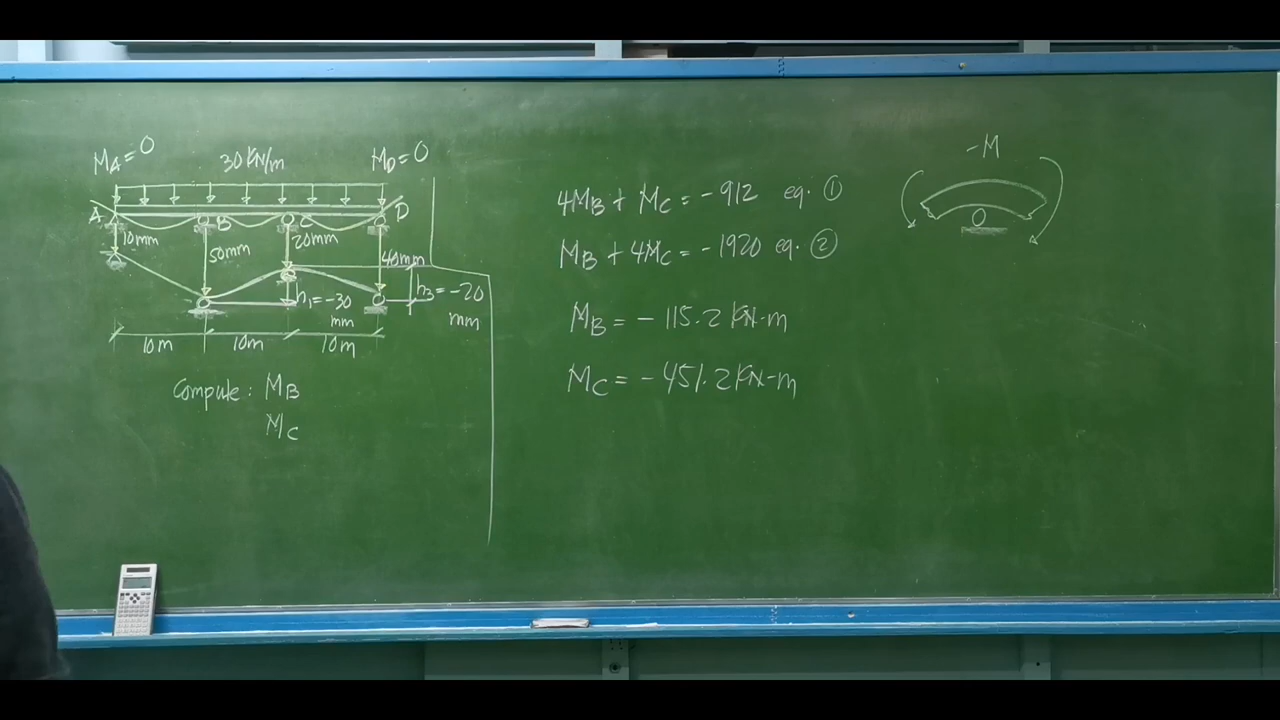 MA = 0
30 KN/m
MD = 0
A
B
C
D
10mm
50mm
20mm
40mm
h1 = -30
mm
h3 = -20
mm
10m
10m
10m
Compute: MB
MC
4MB + MC = -912 eq. ①
MB + 4MC = -1920 eq. ②
MB = -115.2 KN-m
MC = -451.2 KN-m
-M